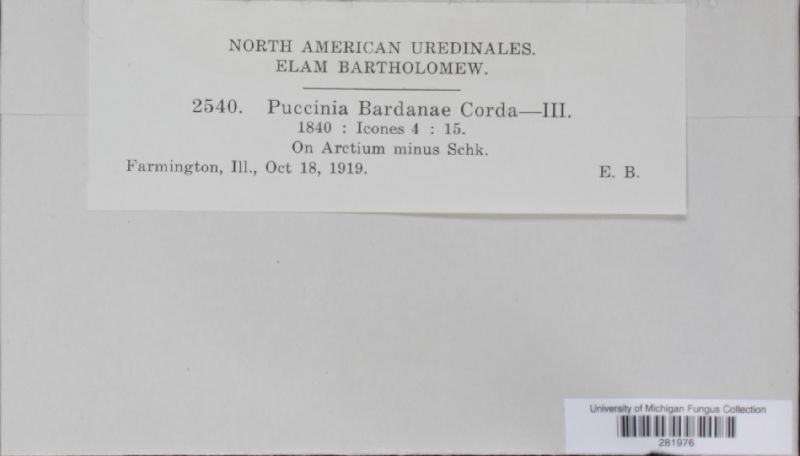 NORTH AMERICAN UREDINALES.
ELAM BARTHOLOMEW.
2540. Puccinia Bardanae Corda—III.
1840 : Icones 4 : 15.
On Arctium minus Schk.
Farmington, Ill., Oct 18, 1919. E. B.
University of Michigan Fungus Collection
281976